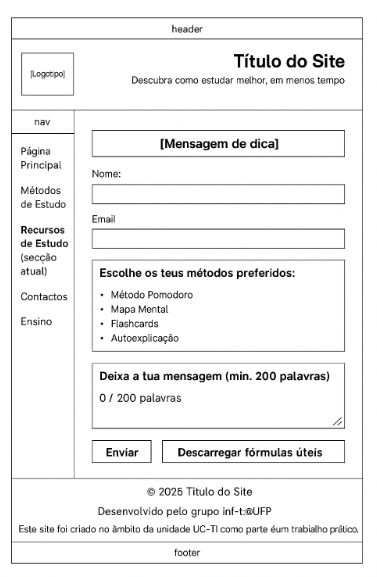 header
[Logotipo]
Título do Site
Descubra como estudar melhor, em menos tempo
nav
Página
Principal
Métodos
de Estudo
Recursos
de Estudo
(secção
atual)
Contactos
Ensino
[Mensagem de dica]
Nome:
Email
Escolhe os teus métodos preferidos:
• Método Pomodoro
• Mapa Mental
• Flashcards
• Autoexplicação
Deixa a tua mensagem (min. 200 palavras)
0 / 200 palavras
Enviar
Descarregar fórmulas úteís
© 2025 Título do Site
Desenvolvido pelo grupo inf-t:@UFP
Este site foi criado no âmbito da unidade UC-TI como parte éum trabialho prático.
footer